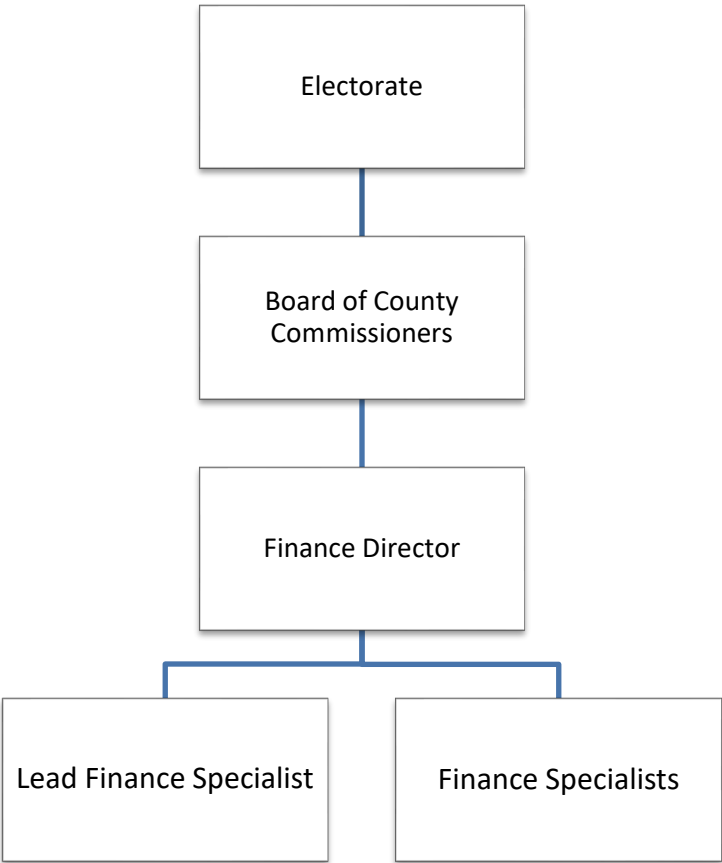 Electorate
Board of County
Commissioners
Finance Director
Lead Finance Specialist
Finance Specialists